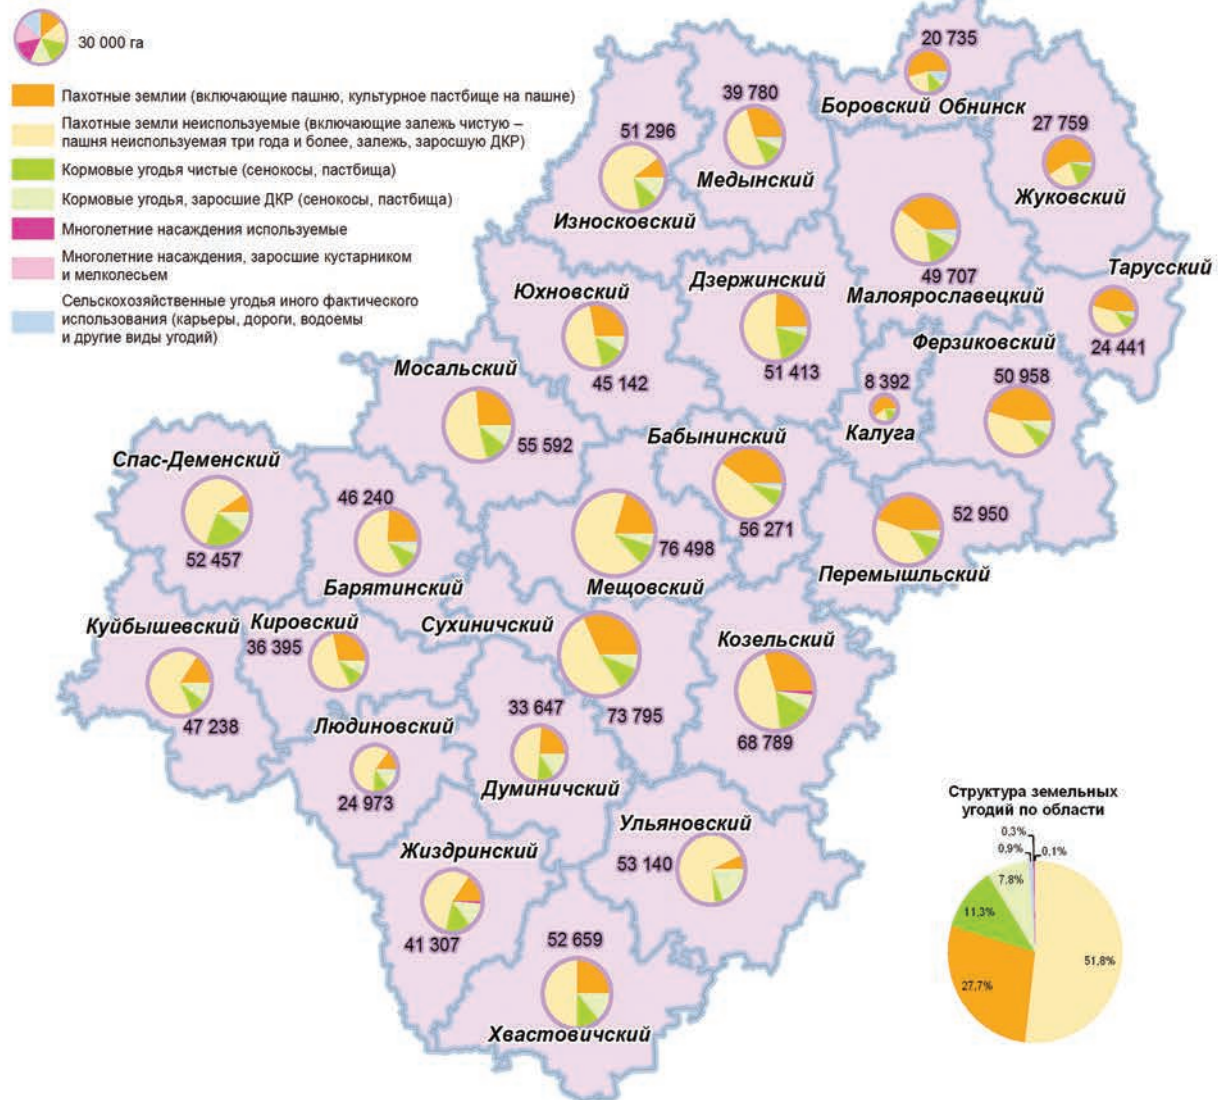 30 000 га
Пахотные землии (включающие пашню, культурное пастбище на пашне)
Пахотные земли неиспользуемые (включающие залежь чистую –
пашня неиспользуемая три года и более, залежь, заросшую ДКР)
Кормовые угодья чистые (сенокосы, пастбища)
Кормовые угодья, заросшие ДКР (сенокосы, пастбища)
Многолетние насаждения используемые
Многолетние насаждения, заросшие кустарником
и мелколесьем
Сельскохозяйственные угодья иного фактического
использования (карьеры, дороги, водоемы
и другие виды угодий)
20 735
Боровский Обнинск
39 780
Медынский
51 296
Износковский
27 759
Жуковский
49 707
Малоярославецкий
Тарусский
24 441
Дзержинский
51 413
Юхновский
45 142
Ферзиковский
50 958
8 392
Калуга
Мосальский
55 592
Бабынинский
56 271
Спас-Деменский
52 457
46 240
Барятинский
76 498
Мещовский
52 950
Перемышльский
Куйбышевский
47 238
Кировский
36 395
Сухиничский
73 795
Козельский
68 789
Людиновский
24 973
33 647
Думиничский
Ульяновский
53 140
Жиздринский
41 307
52 659
Хвастовичский
Структура земельных
угодий по области
0,3%
0,9%
0,1%
7,8%
11,3%
51,8%
27,7%